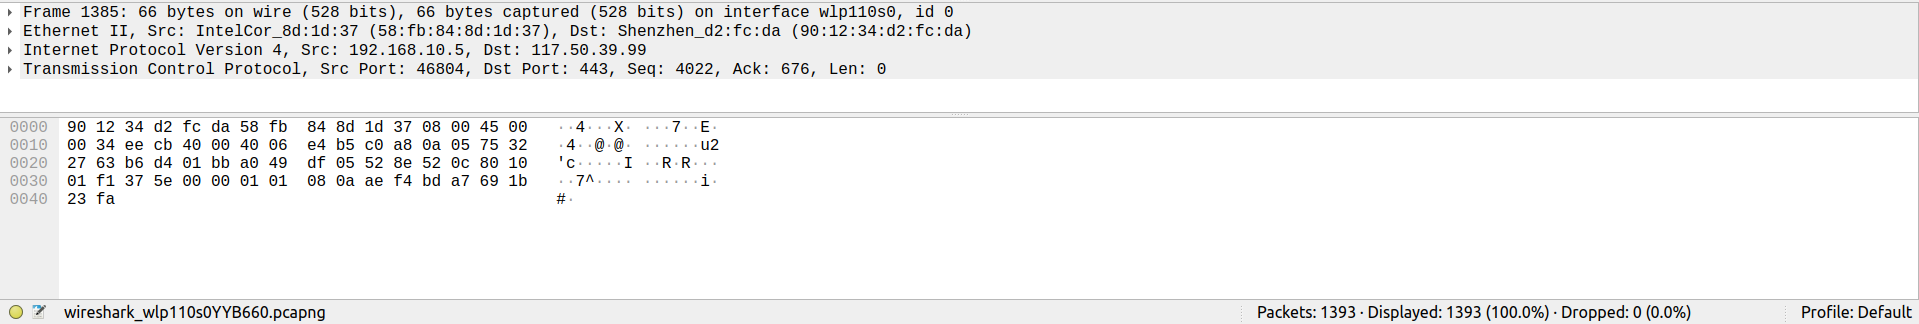 Frame 1385: 66 bytes on wire (528 bits), 66 bytes captured (528 bits) on interface wlp110s0, id 0
Ethernet II, Src: IntelCor_8d:1d:37 (58:fb:84:8d:1d:37), Dst: Shenzhen_d2:fc:da (90:12:34:d2:fc:da)
Internet Protocol Version 4, Src: 192.168.10.5, Dst: 117.50.39.99
Transmission Control Protocol, Src Port: 46804, Dst Port: 443, Seq: 4022, Ack: 676, Len: 0
0000 90 12 34 d2 fc da 58 fb 84 8d 1d 37 08 00 45 00 ··4···X· ···7··E·
0010 00 34 ee cb 40 00 40 06 e4 b5 c0 a8 0a 05 75 32 ·4··@·@· ······u2
0020 27 63 b6 d4 01 bb a0 49 df 05 52 8e 52 0c 80 10 'c·····I ··R·R···
0030 01 f1 37 5e 00 00 01 01 08 0a ae f4 bd a7 69 1b ··7^···· ······i·
0040 23 fa #·
wireshark_wlp110s0YYB660.pcapng Packets: 1393 · Displayed: 1393 (100.0%) · Dropped: 0 (0.0%) Profile: Default